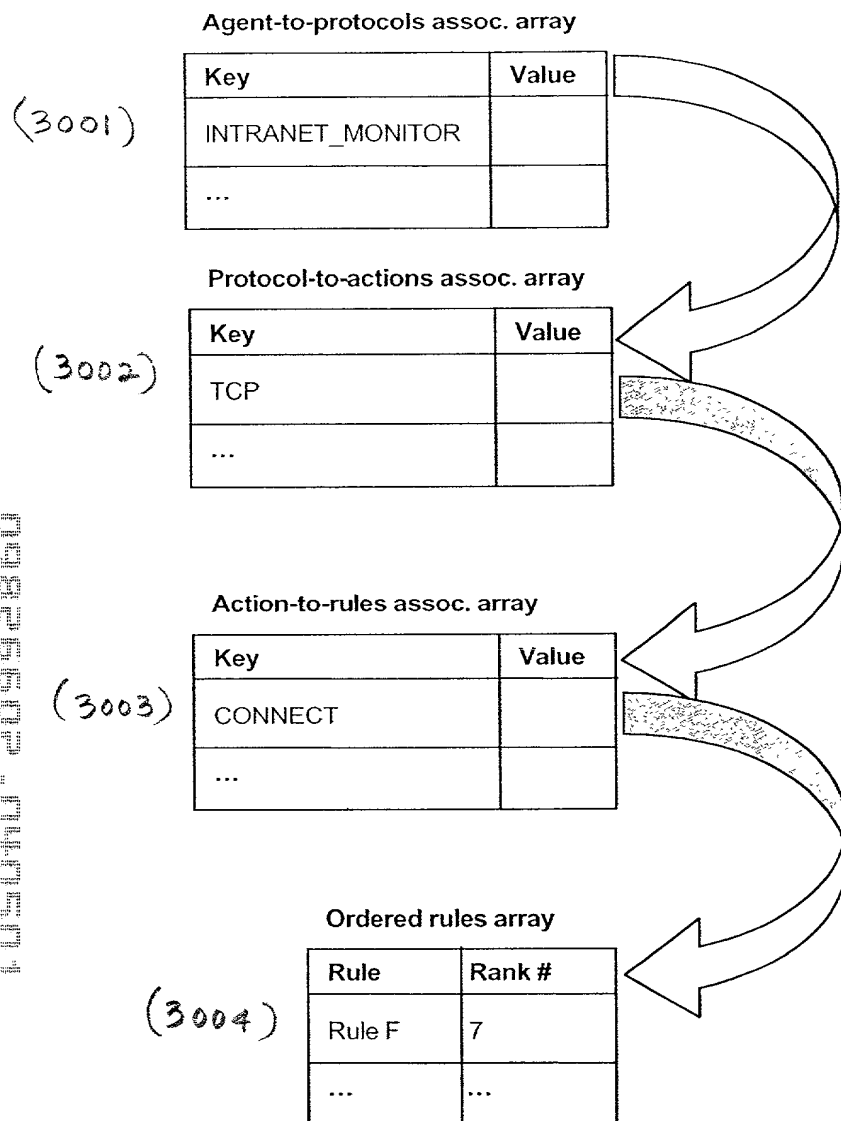 Agent-to-protocols assoc. array
Key Value
(3001)
INTRANET_MONITOR
...
Protocol-to-actions assoc. array
Key Value
(3002)
TCP
...
Action-to-rules assoc. array
Key Value
(3003)
CONNECT
...
Ordered rules array
Rule Rank #
(3004)
Rule F 7
... ...